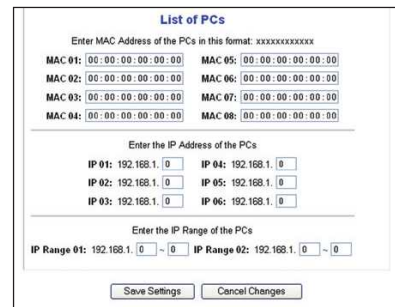 List of PCs
Enter MAC Address of the PCs in this format: xxxxxxxxxxxx
MAC 01: 00:00:00:00:00:00 MAC 05: 00:00:00:00:00:00
MAC 02: 00:00:00:00:00:00 MAC 06: 00:00:00:00:00:00
MAC 03: 00:00:00:00:00:00 MAC 07: 00:00:00:00:00:00
MAC 04: 00:00:00:00:00:00 MAC 08: 00:00:00:00:00:00
Enter the IP Address of the PCs
IP 01: 192.168.1. 0 IP 04: 192.168.1. 0
IP 02: 192.168.1. 0 IP 05: 192.168.1. 0
IP 03: 192.168.1. 0 IP 06: 192.168.1. 0
Enter the IP Range of the PCs
IP Range 01: 192.168.1. 0 ~ 0 IP Range 02: 192.168.1. 0 ~ 0
Save Settings Cancel Changes